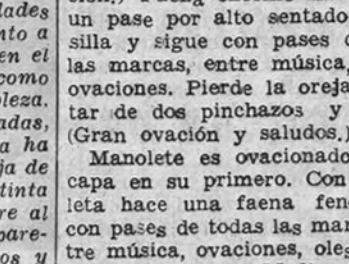 lades
nto a
en el
como
leza.
adas,
a ha
ja de
tinta
re al
pare-
os y
un pase por alto sentado
silla y sigue con pases
las marcas, entre música,
ovaciones. Pierde la oreja
tar de dos pinchazos y
(Gran ovación y saludos.)
Manolete es ovacionado
capa en su primero. Con
leta hace una faena fen
con pases de todas las mar
tre música, ovaciones, oles